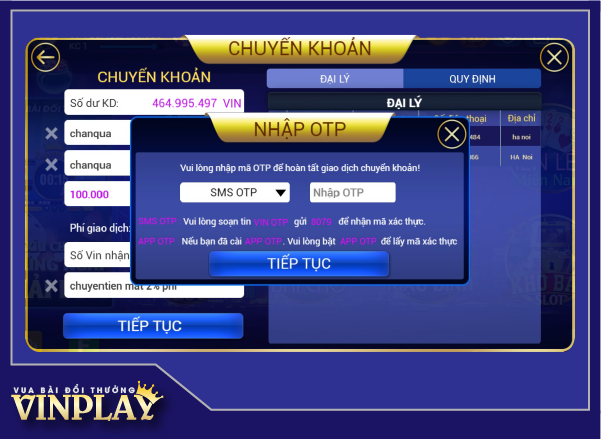 CHUYỂN KHOẢN
CHUYỂN KHOẢN
ĐẠI LÝ
QUY ĐỊNH
Số dư KD: 464.995.497 VIN
ĐẠI LÝ
thoại Địa chỉ
chanqua
484 ha noi
chanqua
366 HA Noi
100.000
Phí giao dịch:
Số Vin nhận
chuyentien mat 2% phi
TIẾP TỤC
NHẬP OTP
Vui lòng nhập mã OTP để hoàn tất giao dịch chuyển khoản!
SMS OTP
Nhập OTP
SMS OTP: Vui lòng soạn tin VIN OTP gửi 8079 để nhận mã xác thực.
APP OTP: Nếu bạn đã cài APP OTP. Vui lòng bật APP OTP để lấy mã xác thực
TIẾP TỤC
VUA BÀI ĐỔI THƯỞNG
VINPLAY